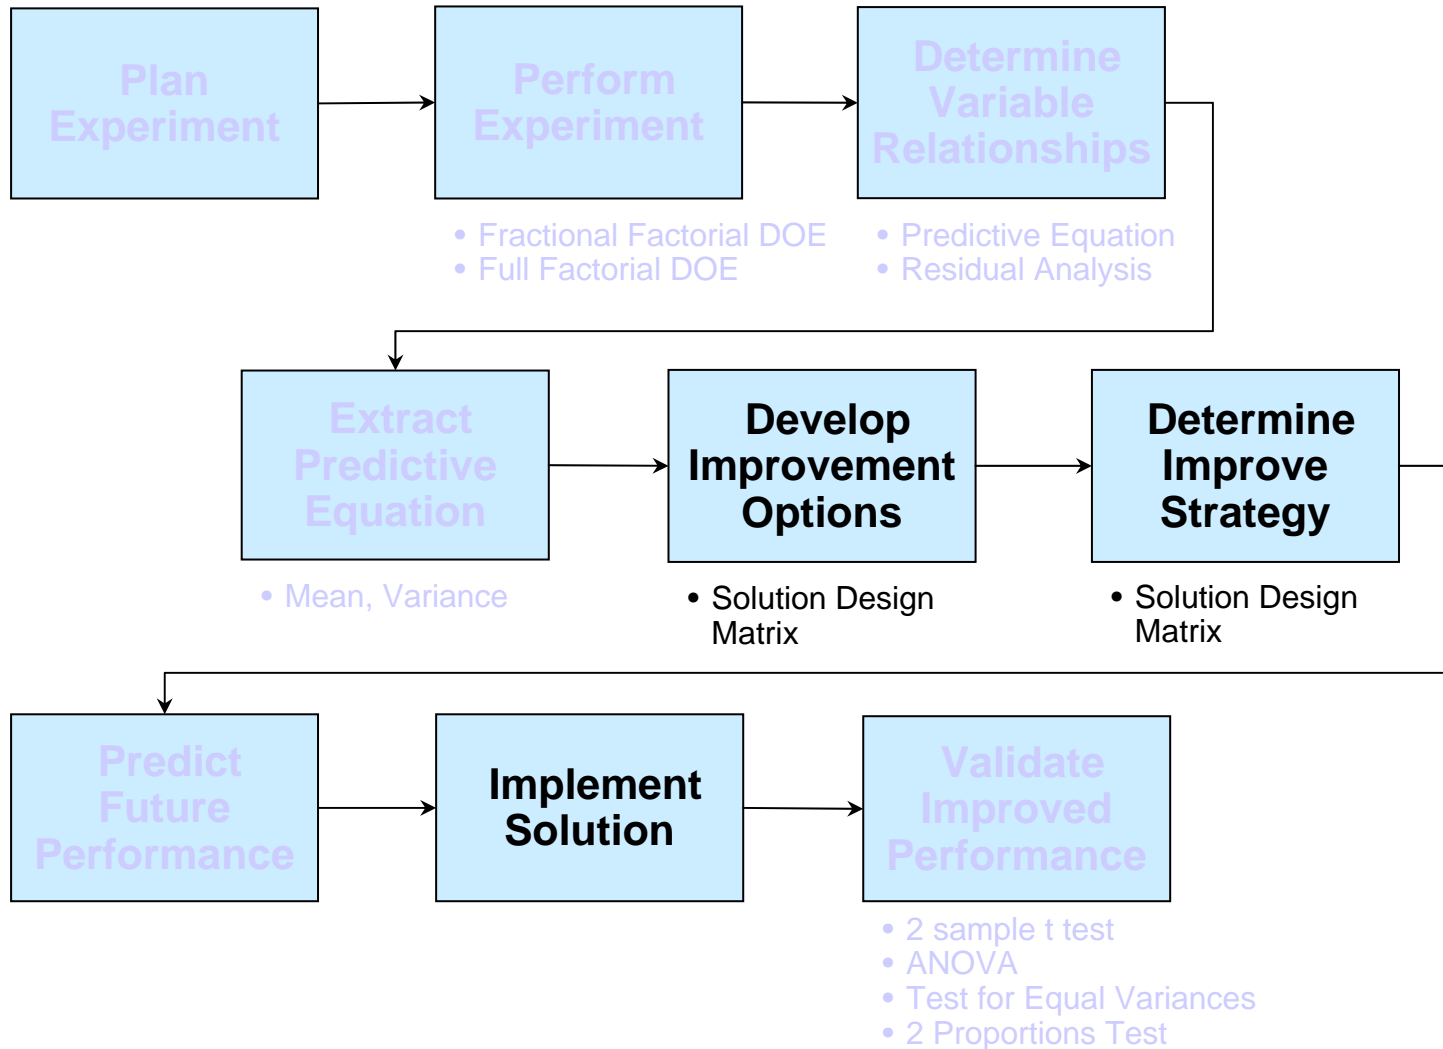 Plan
Experiment
Perform
Experiment
Determine
Variable
Relationships
• Fractional Factorial DOE
• Full Factorial DOE
• Predictive Equation
• Residual Analysis
Extract
Predictive
Equation
Develop
Improvement
Options
Determine
Improve
Strategy
• Mean, Variance
• Solution Design
Matrix
• Solution Design
Matrix
Predict
Future
Performance
Implement
Solution
Validate
Improved
Performance
• 2 sample t test
• ANOVA
• Test for Equal Variances
• 2 Proportions Test